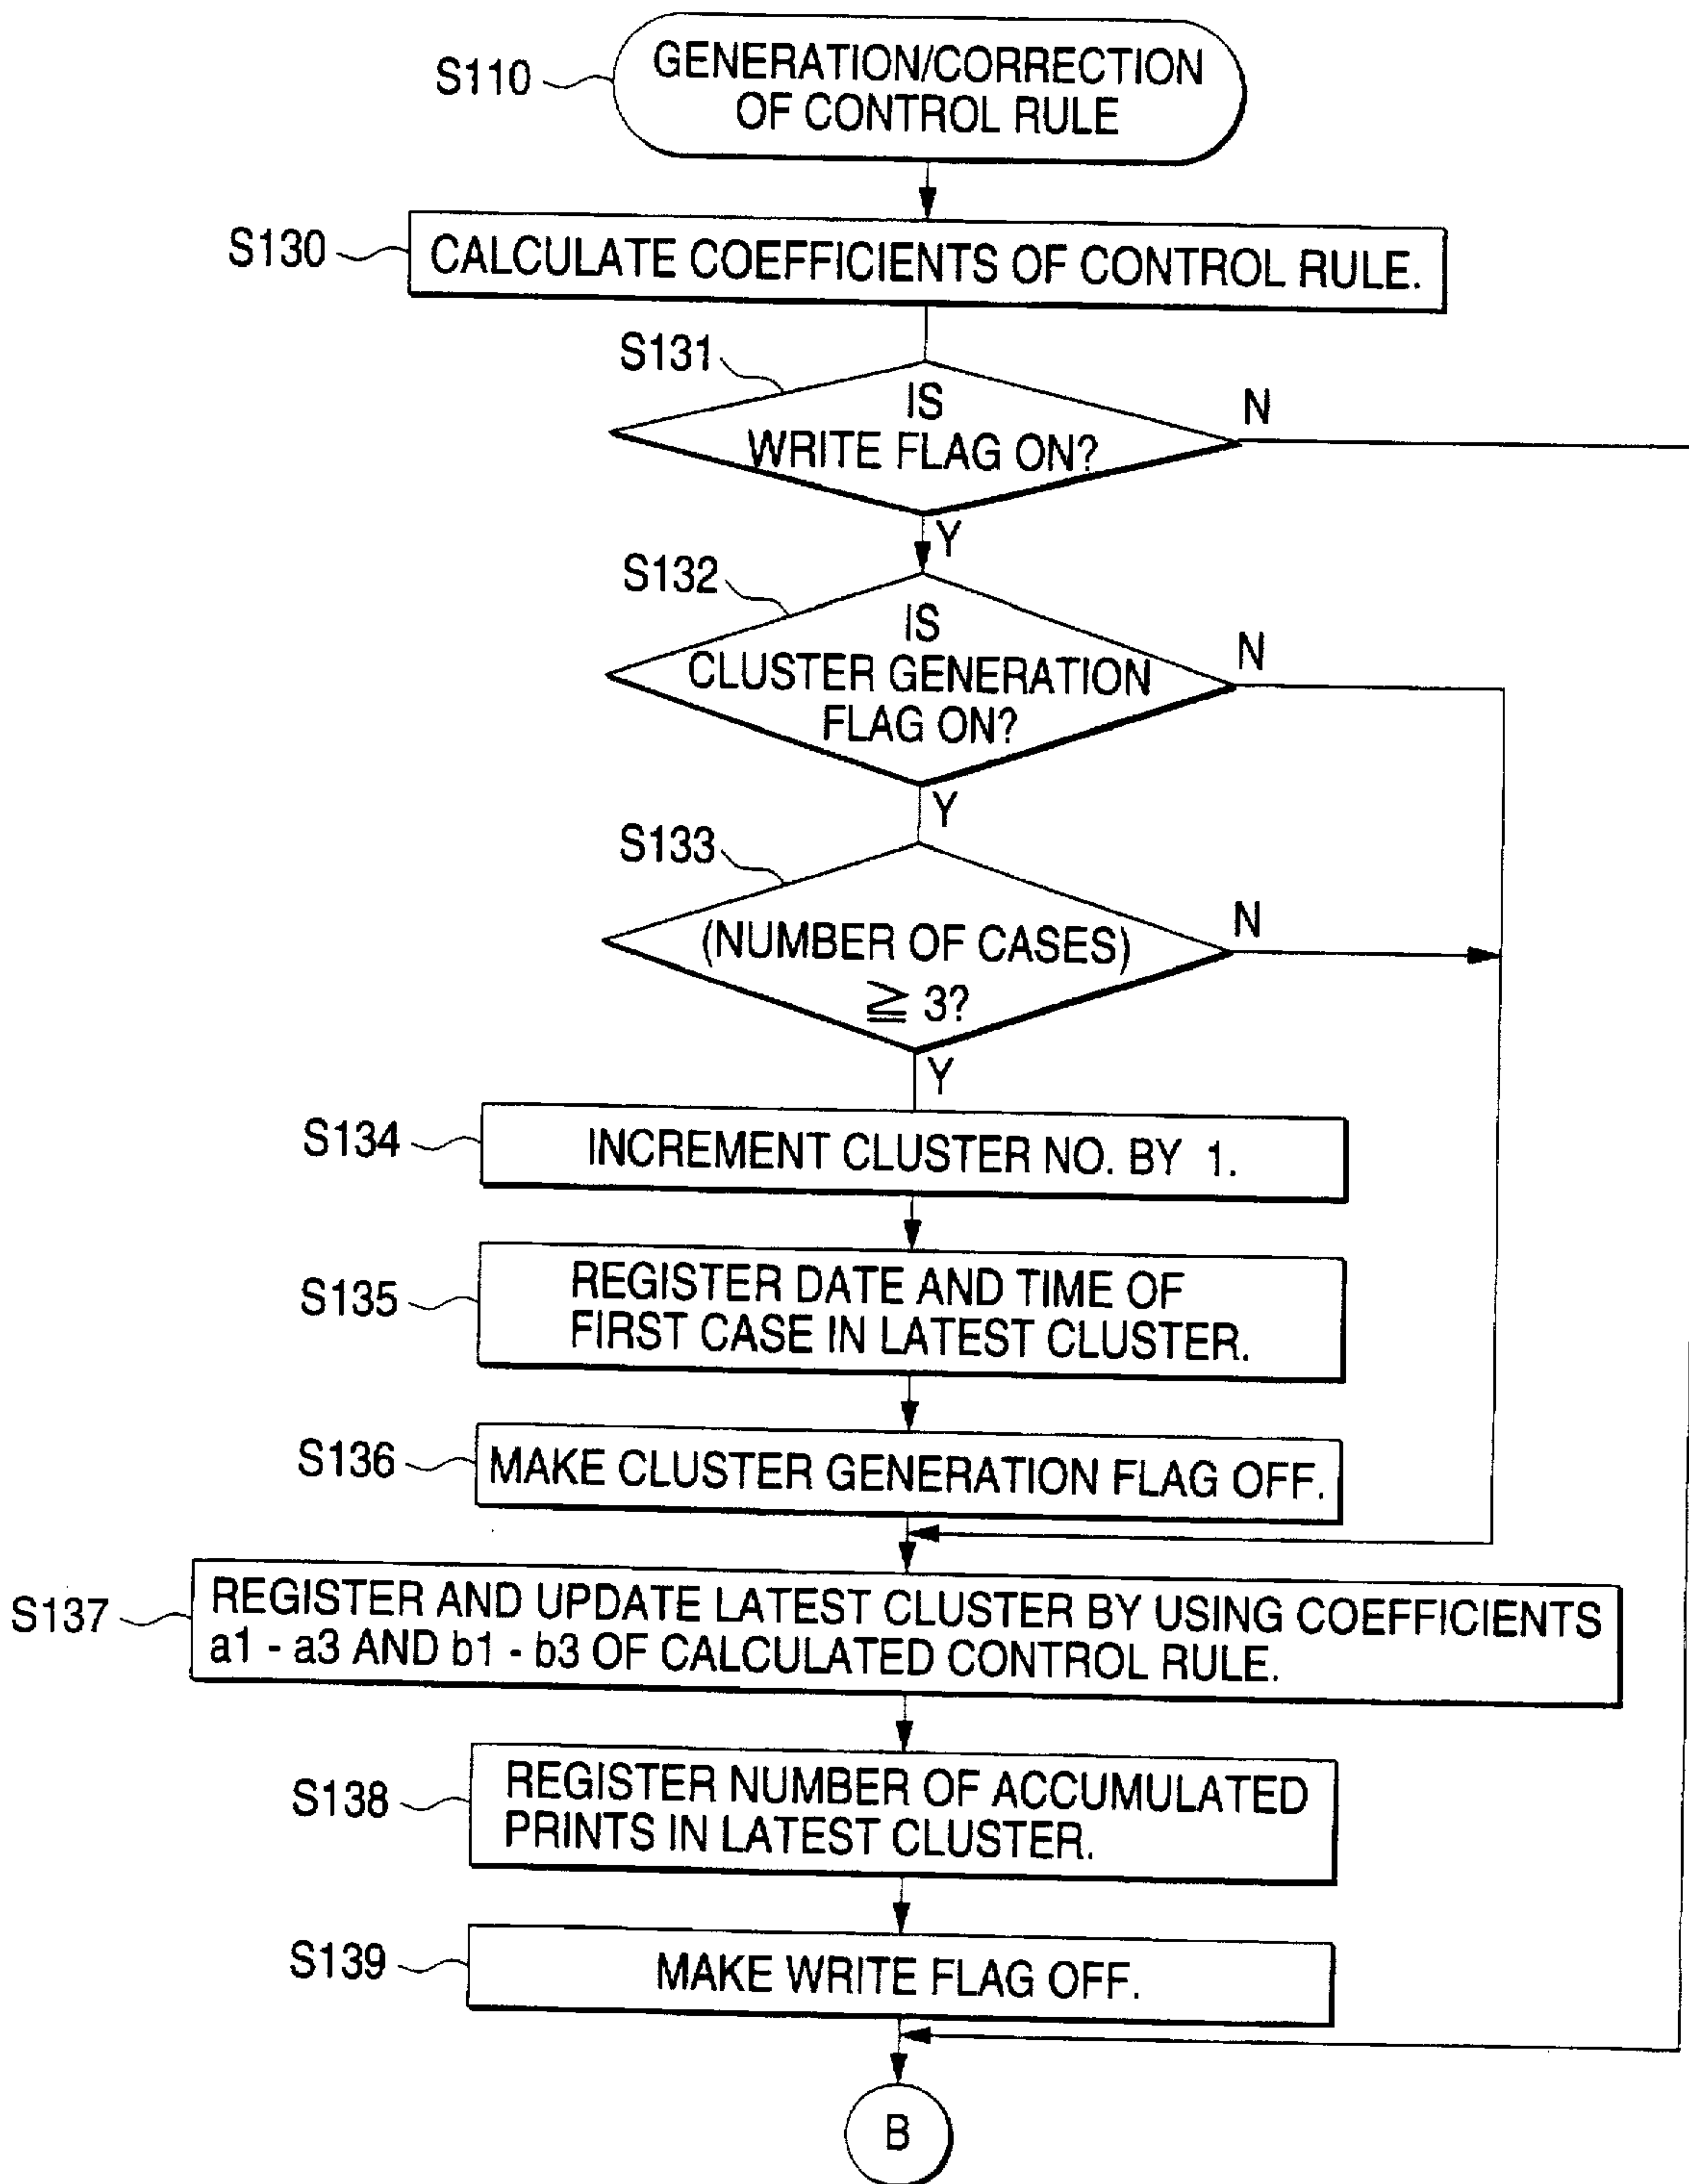 S110
GENERATION/CORRECTION
OF CONTROL RULE
S130
CALCULATE COEFFICIENTS OF CONTROL RULE.
S131
IS
WRITE FLAG ON?
N
Y
S132
IS
CLUSTER GENERATION
FLAG ON?
N
Y
S133
(NUMBER OF CASES)
≧ 3?
N
Y
S134
INCREMENT CLUSTER NO. BY 1.
S135
REGISTER DATE AND TIME OF
FIRST CASE IN LATEST CLUSTER.
S136
MAKE CLUSTER GENERATION FLAG OFF.
S137
REGISTER AND UPDATE LATEST CLUSTER BY USING COEFFICIENTS
a1 - a3 AND b1 - b3 OF CALCULATED CONTROL RULE.
S138
REGISTER NUMBER OF ACCUMULATED
PRINTS IN LATEST CLUSTER.
S139
MAKE WRITE FLAG OFF.
B